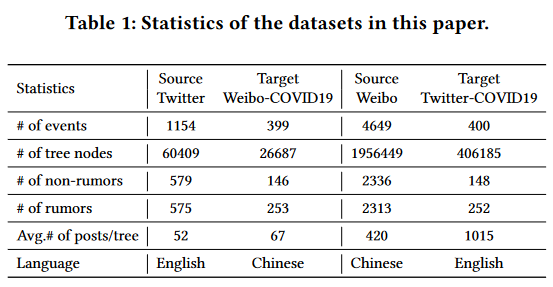 Table 1: Statistics of the datasets in this paper.
Statistics Source Twitter Target Weibo-COVID19 Source Weibo Target Twitter-COVID19
# of events 1154 399 4649 400
# of tree nodes 60409 26687 1956449 406185
# of non-rumors 579 146 2336 148
# of rumors 575 253 2313 252
Avg.# of posts/tree 52 67 420 1015
Language English Chinese Chinese English